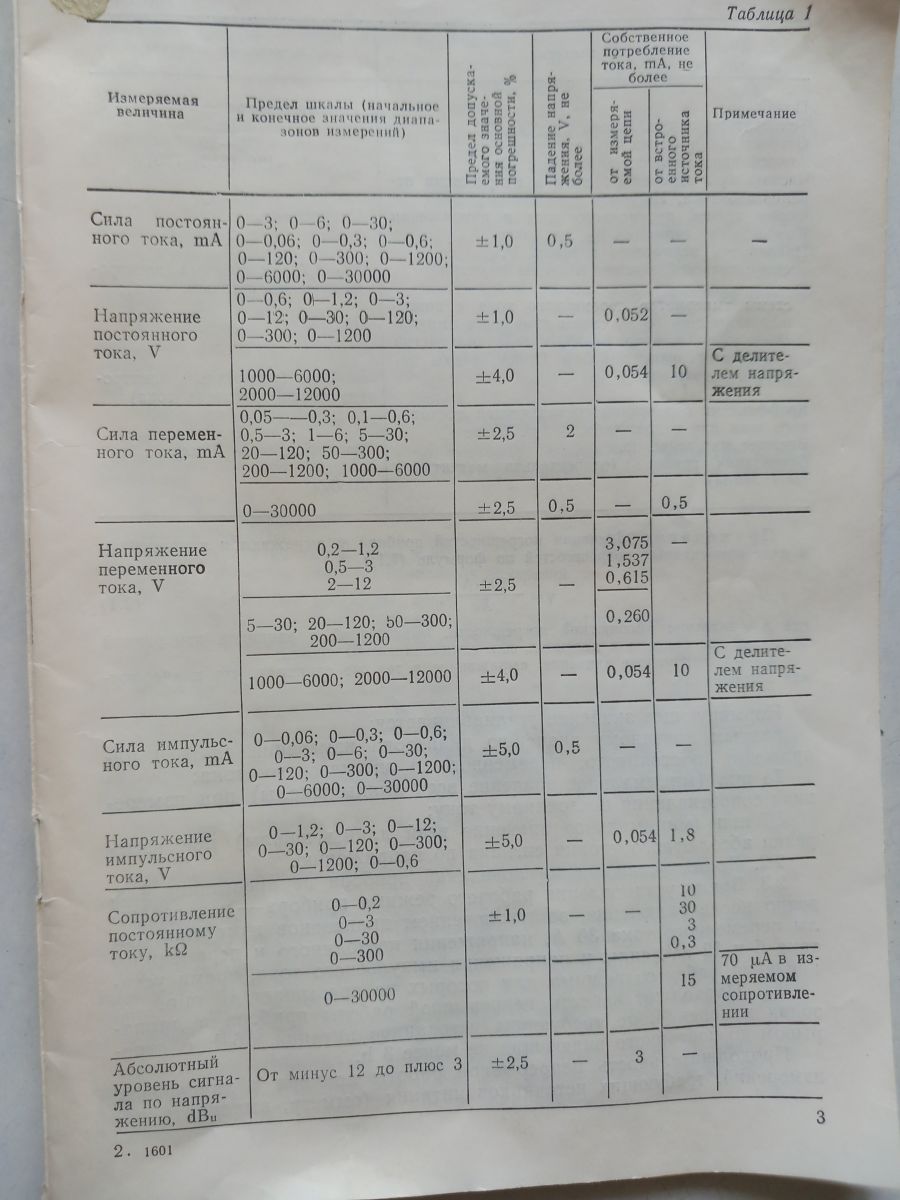 Таблица 1
Измеряемая
величина
Предел шкалы (начальное
и конечное значения диапа-
зонов измерений)
Предел допуска-
емого значе-
ния основной
погрешности, %
Падение напря-
жения, V, не
более
Собственное
потребление
тока, mA, не
более
от измеря-
емой цепи
от встро-
енного
источника
тока
Примечание
Сила постоян-
ного тока, mA
0—3; 0—6; 0—30;
0—0,06; 0—0,3; 0—0,6;
0—120; 0—300; 0—1200;
0—6000; 0—30000
±1,0
0,5
—
—
—
Напряжение
постоянного
тока, V
0—0,6; 0—1,2; 0—3;
0—12; 0—30; 0—120;
0—300; 0—1200
±1,0
—
0,052
—
1000—6000;
2000—12000
±4,0
—
0,054
10
С делите-
лем напря-
жения
Сила перемен-
ного тока, mA
0,05——0,3; 0,1—0,6;
0,5—3; 1—6; 5—30;
20—120; 50—300;
200—1200; 1000—6000
±2,5
2
—
—
0—30000
±2,5
0,5
—
0,5
Напряжение
переменного
тока, V
0,2—1,2
0,5—3
2—12
±2,5
—
3,075
1,537
0,615
—
5—30; 20—120; b0—300;
200—1200
0,260
1000—6000; 2000—12000
±4,0
—
0,054
10
С делите-
лем напря-
жения
Сила импульс-
ного тока, mA
0—0,06; 0—0,3; 0—0,6;
0—3; 0—6; 0—30;
0—120; 0—300; 0—1200;
0—6000; 0—30000
±5,0
0,5
—
—
Напряжение
импульсного
тока, V
0—1,2; 0—3; 0—12;
0—30; 0—120; 0—300;
0—1200; 0—0,6
±5,0
—
0,054
1,8
Сопротивление
постоянному
току, kΩ
0—0,2
0—3
0—30
0—300
±1,0
—
—
10
30
3
0,3
0—30000
15
70 μA в из-
меряемом
сопротивле-
нии
Абсолютный
уровень сигна-
ла по напря-
жению, dBu
От минус 12 до плюс 3
±2,5
—
3
—
3
2. 1601